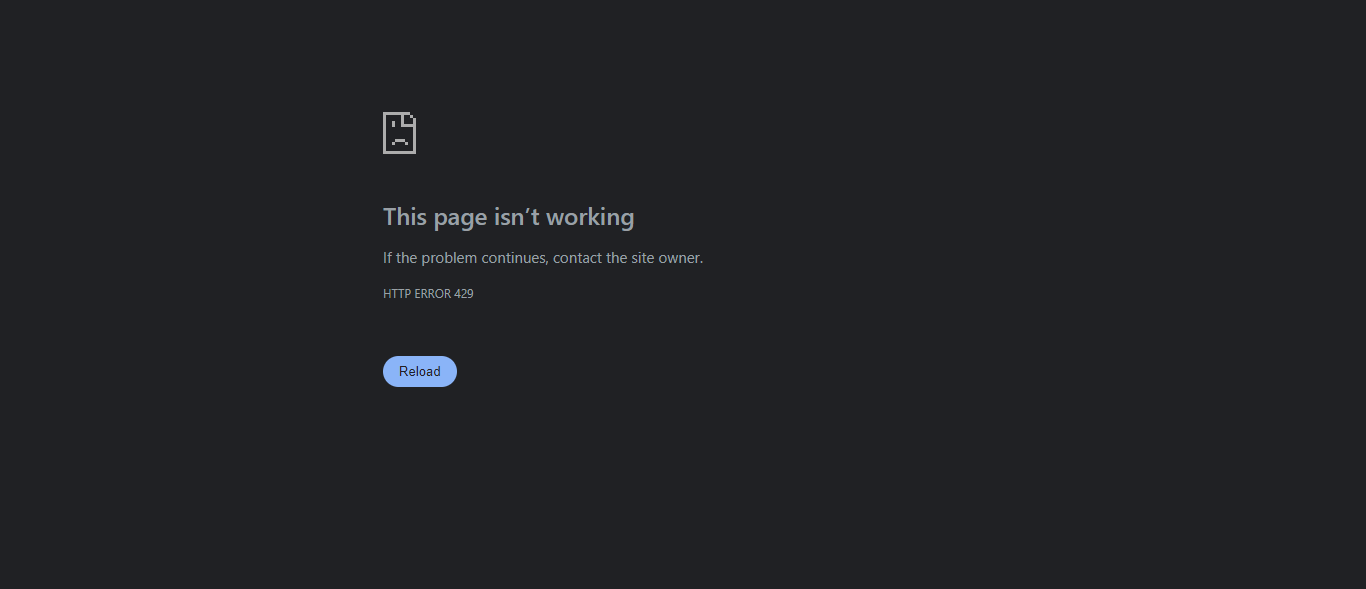 This page isn’t working
If the problem continues, contact the site owner.
HTTP ERROR 429
Reload